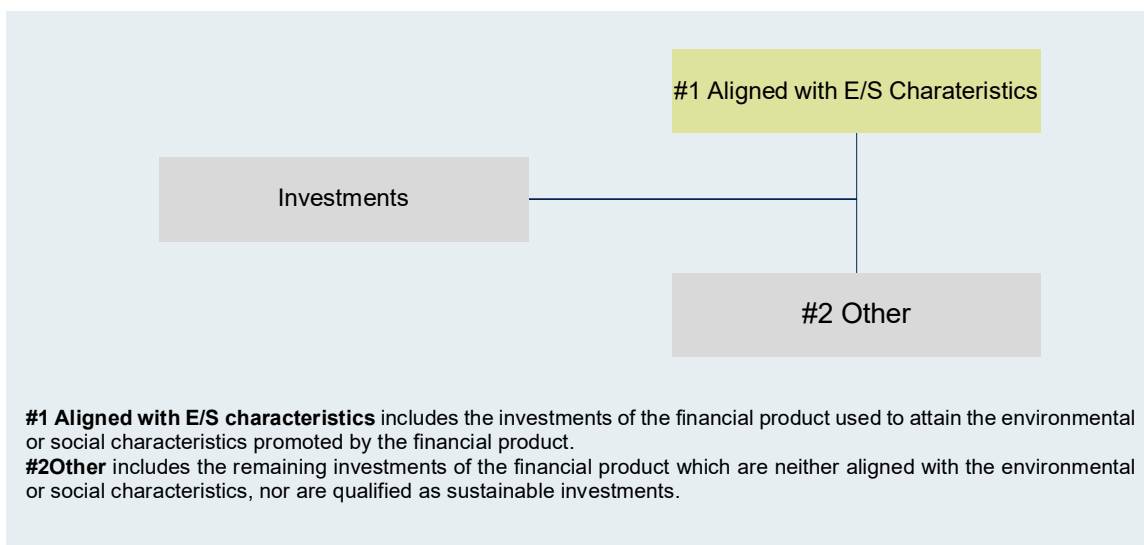 #1 Aligned with E/S Charateristics
Investments
#2 Other
#1 Aligned with E/S characteristics includes the investments of the financial product used to attain the environmental
or social characteristics promoted by the financial product.
#2Other includes the remaining investments of the financial product which are neither aligned with the environmental
or social characteristics, nor are qualified as sustainable investments.